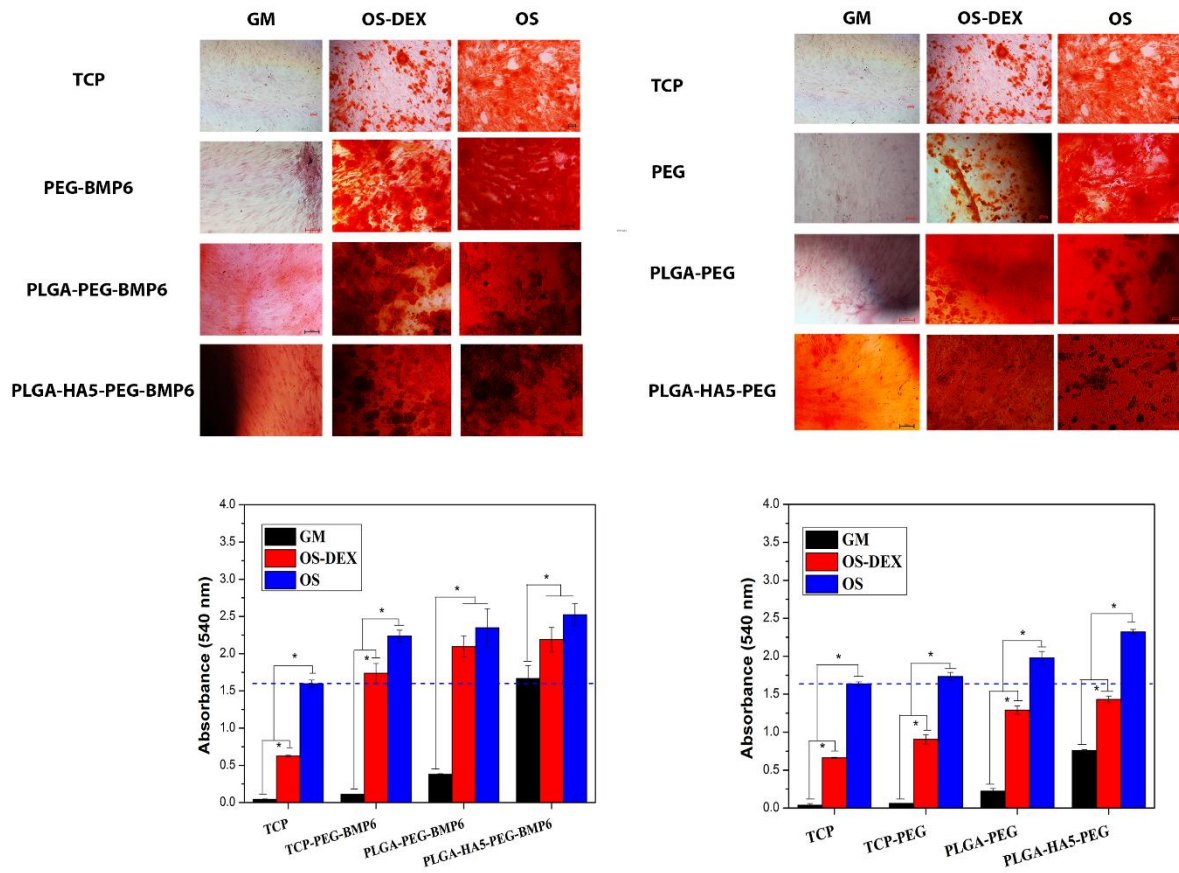 GM OS-DEX OS
TCP
PEG-BMP6
PLGA-PEG-BMP6
PLGA-HA5-PEG-BMP6
GM OS-DEX OS
TCP
PEG
PLGA-PEG
PLGA-HA5-PEG
Absorbance (540 nm)
4.0
3.5
3.0
2.5
2.0
1.5
1.0
0.5
0.0
GM
OS-DEX
OS
* * * * * *
TCP
TCP-PEG-BMP6
PLGA-PEG-BMP6
PLGA-HA5-PEG-BMP6
Absorbance (540 nm)
4.0
3.5
3.0
2.5
2.0
1.5
1.0
0.5
0.0
GM
OS-DEX
OS
* * * * * * * *
TCP
TCP-PEG
PLGA-PEG
PLGA-HA5-PEG